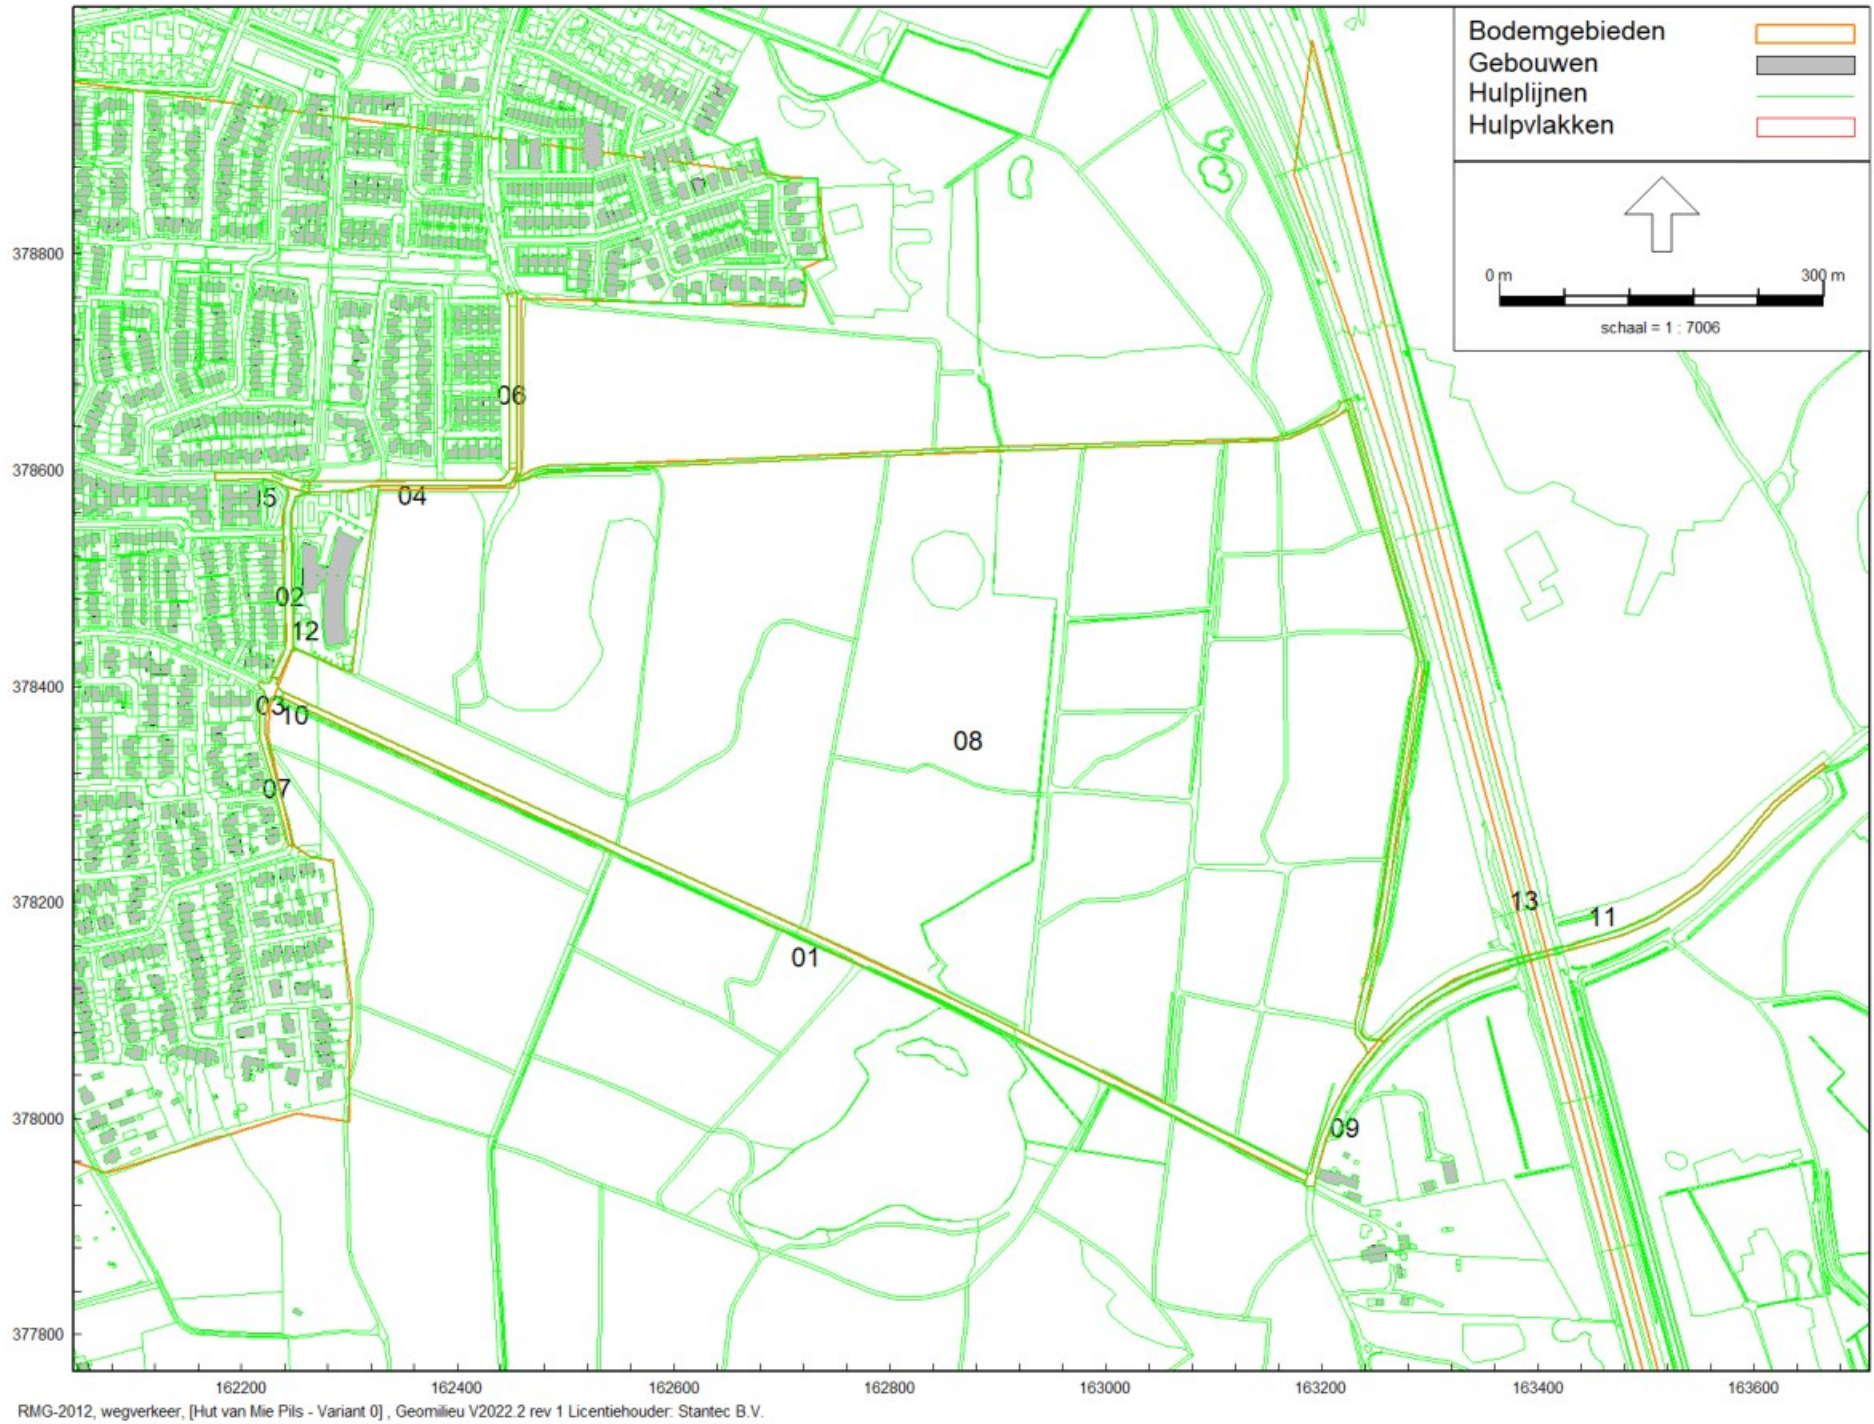 Bodemgebieden
Gebouwen
Hulplijnen
Hulpvlakken
0 m 300 m
schaal = 1 : 7006
378800
378600
378400
378200
378000
377800
06
04
02
12
03
10
08
07
01
13
11
09
162200 162400 162600 162800 163000 163200 163400 163600
RMG-2012, wegverkeer, [Hut van Mie Pils - Variant 0] , Geomilieu V2022.2 rev 1 Licentiehouder: Stantec B.V.